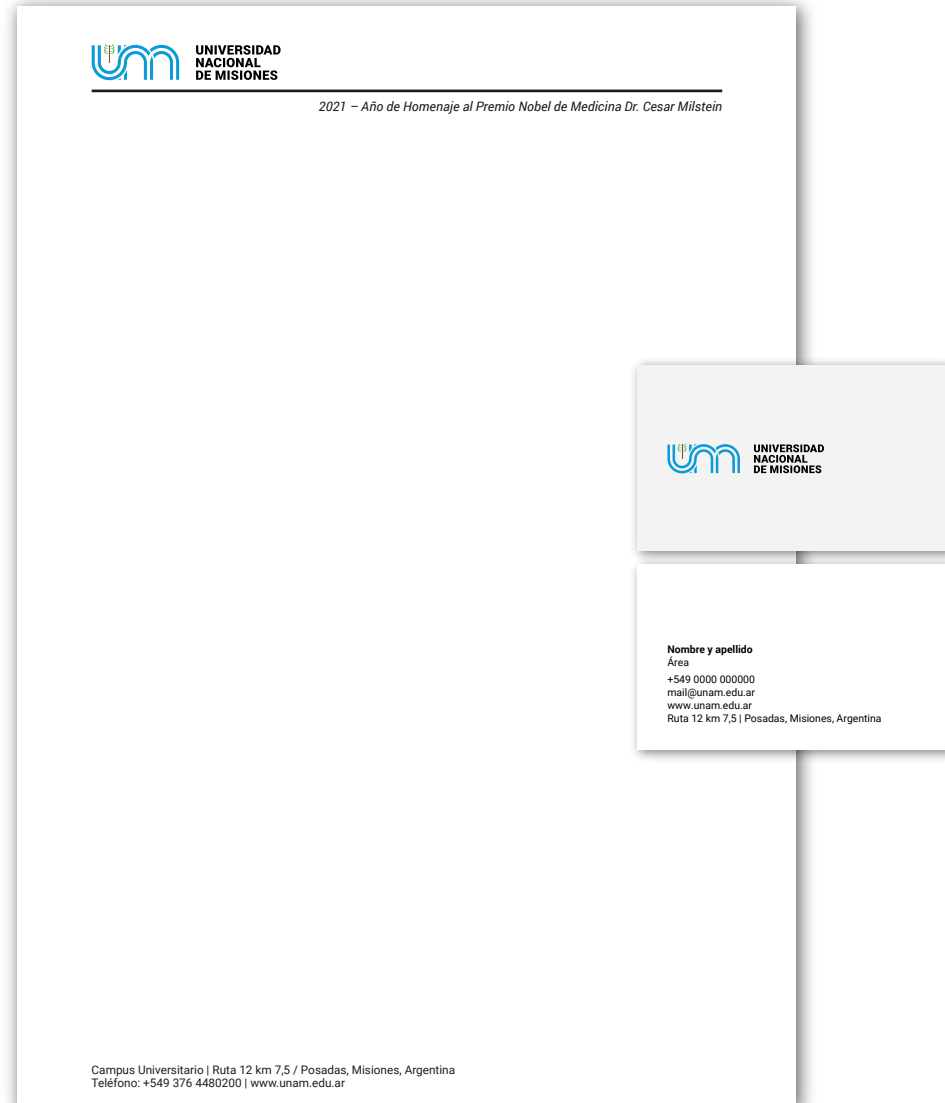 unam
UNIVERSIDAD
NACIONAL
DE MISIONES
2021 – Año de Homenaje al Premio Nobel de Medicina Dr. Cesar Milstein
unam
UNIVERSIDAD
NACIONAL
DE MISIONES
Nombre y apellido
Área
+549 0000 000000
mail@unam.edu.ar
www.unam.edu.ar
Ruta 12 km 7,5 | Posadas, Misiones, Argentina
Campus Universitario | Ruta 12 km 7,5 / Posadas, Misiones, Argentina
Teléfono: +549 376 4480200 | www.unam.edu.ar